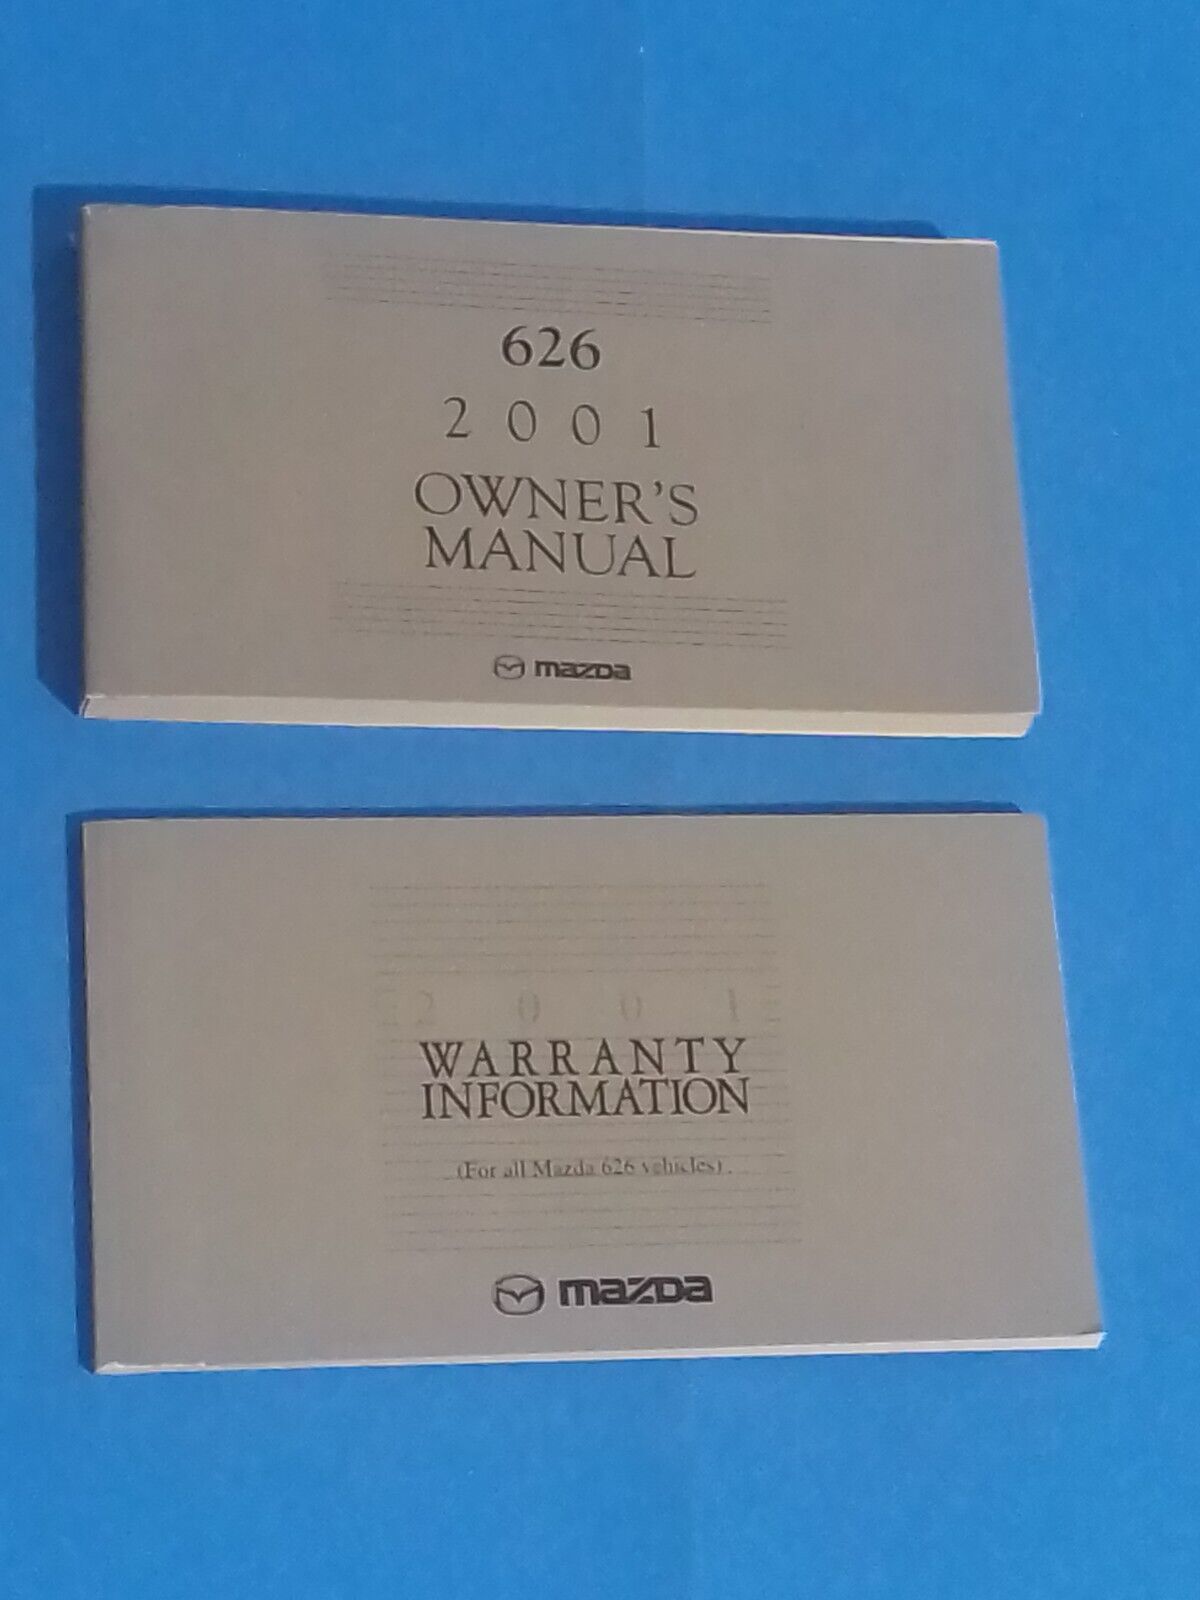 626
2001
OWNER'S
MANUAL
mazda
2001
WARRANTY
INFORMATION
(For all Mazda 626 vehicles)
mazda